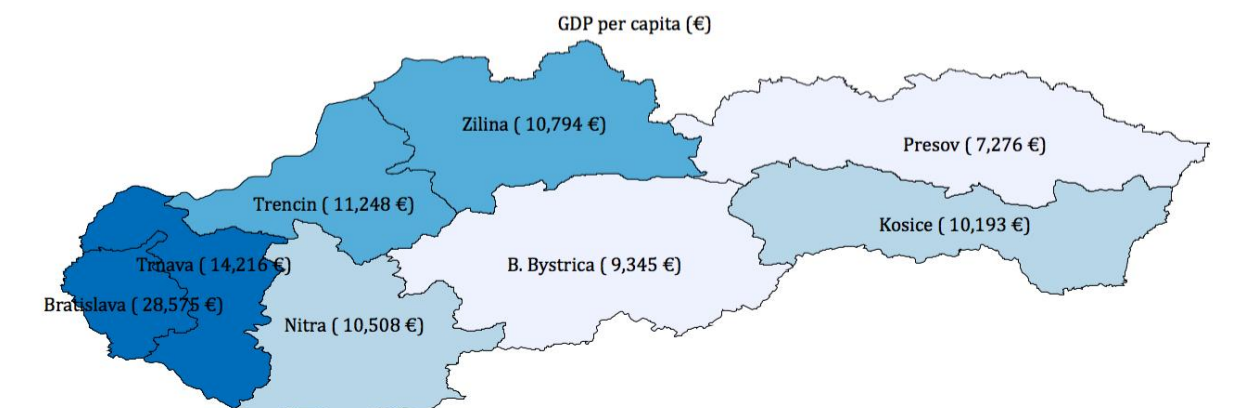 GDP per capita (€)
Zilina ( 10,794 €)
Presov ( 7,276 €)
Trencin ( 11,248 €)
Kosice ( 10,193 €)
Trnava ( 14,216 €)
B. Bystrica ( 9,345 €)
Bratislava ( 28,575 €)
Nitra ( 10,508 €)